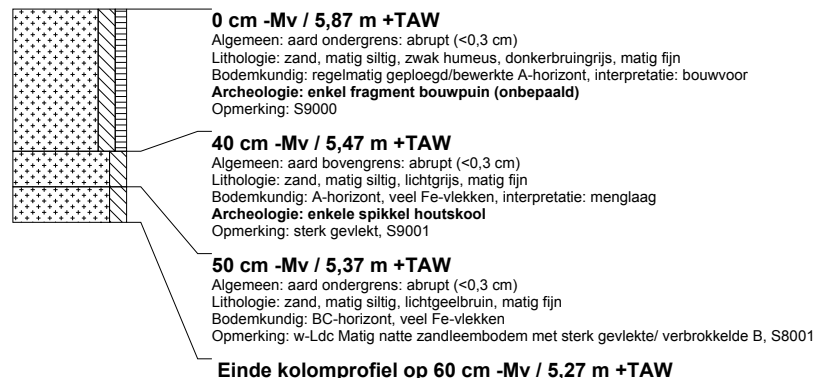 0 cm -Mv / 5,87 m +TAW
Algemeen: aard ondergrens: abrupt (<0,3 cm)
Lithologie: zand, matig siltig, zwak humeus, donkerbruingrijs, matig fijn
Bodemkundig: regelmatig geploegd/bewerkte A-horizont, interpretatie: bouwvoor
Archeologie: enkel fragment bouwpuin (onbepaald)
Opmerking: S9000
40 cm -Mv / 5,47 m +TAW
Algemeen: aard bovengrens: abrupt (<0,3 cm)
Lithologie: zand, matig siltig, lichtgrijs, matig fijn
Bodemkundig: A-horizont, veel Fe-vlekken, interpretatie: menglaag
Archeologie: enkele spikkel houtskool
Opmerking: sterk gevlekt, S9001
50 cm -Mv / 5,37 m +TAW
Algemeen: aard ondergrens: abrupt (<0,3 cm)
Lithologie: zand, matig siltig, lichtgeelbruin, matig fijn
Bodemkundig: BC-horizont, veel Fe-vlekken
Opmerking: w-Ldc Matig natte zandleembodem met sterk gevlekte/ verbrokkelde B, S8001
Einde kolomprofiel op 60 cm -Mv / 5,27 m +TAW